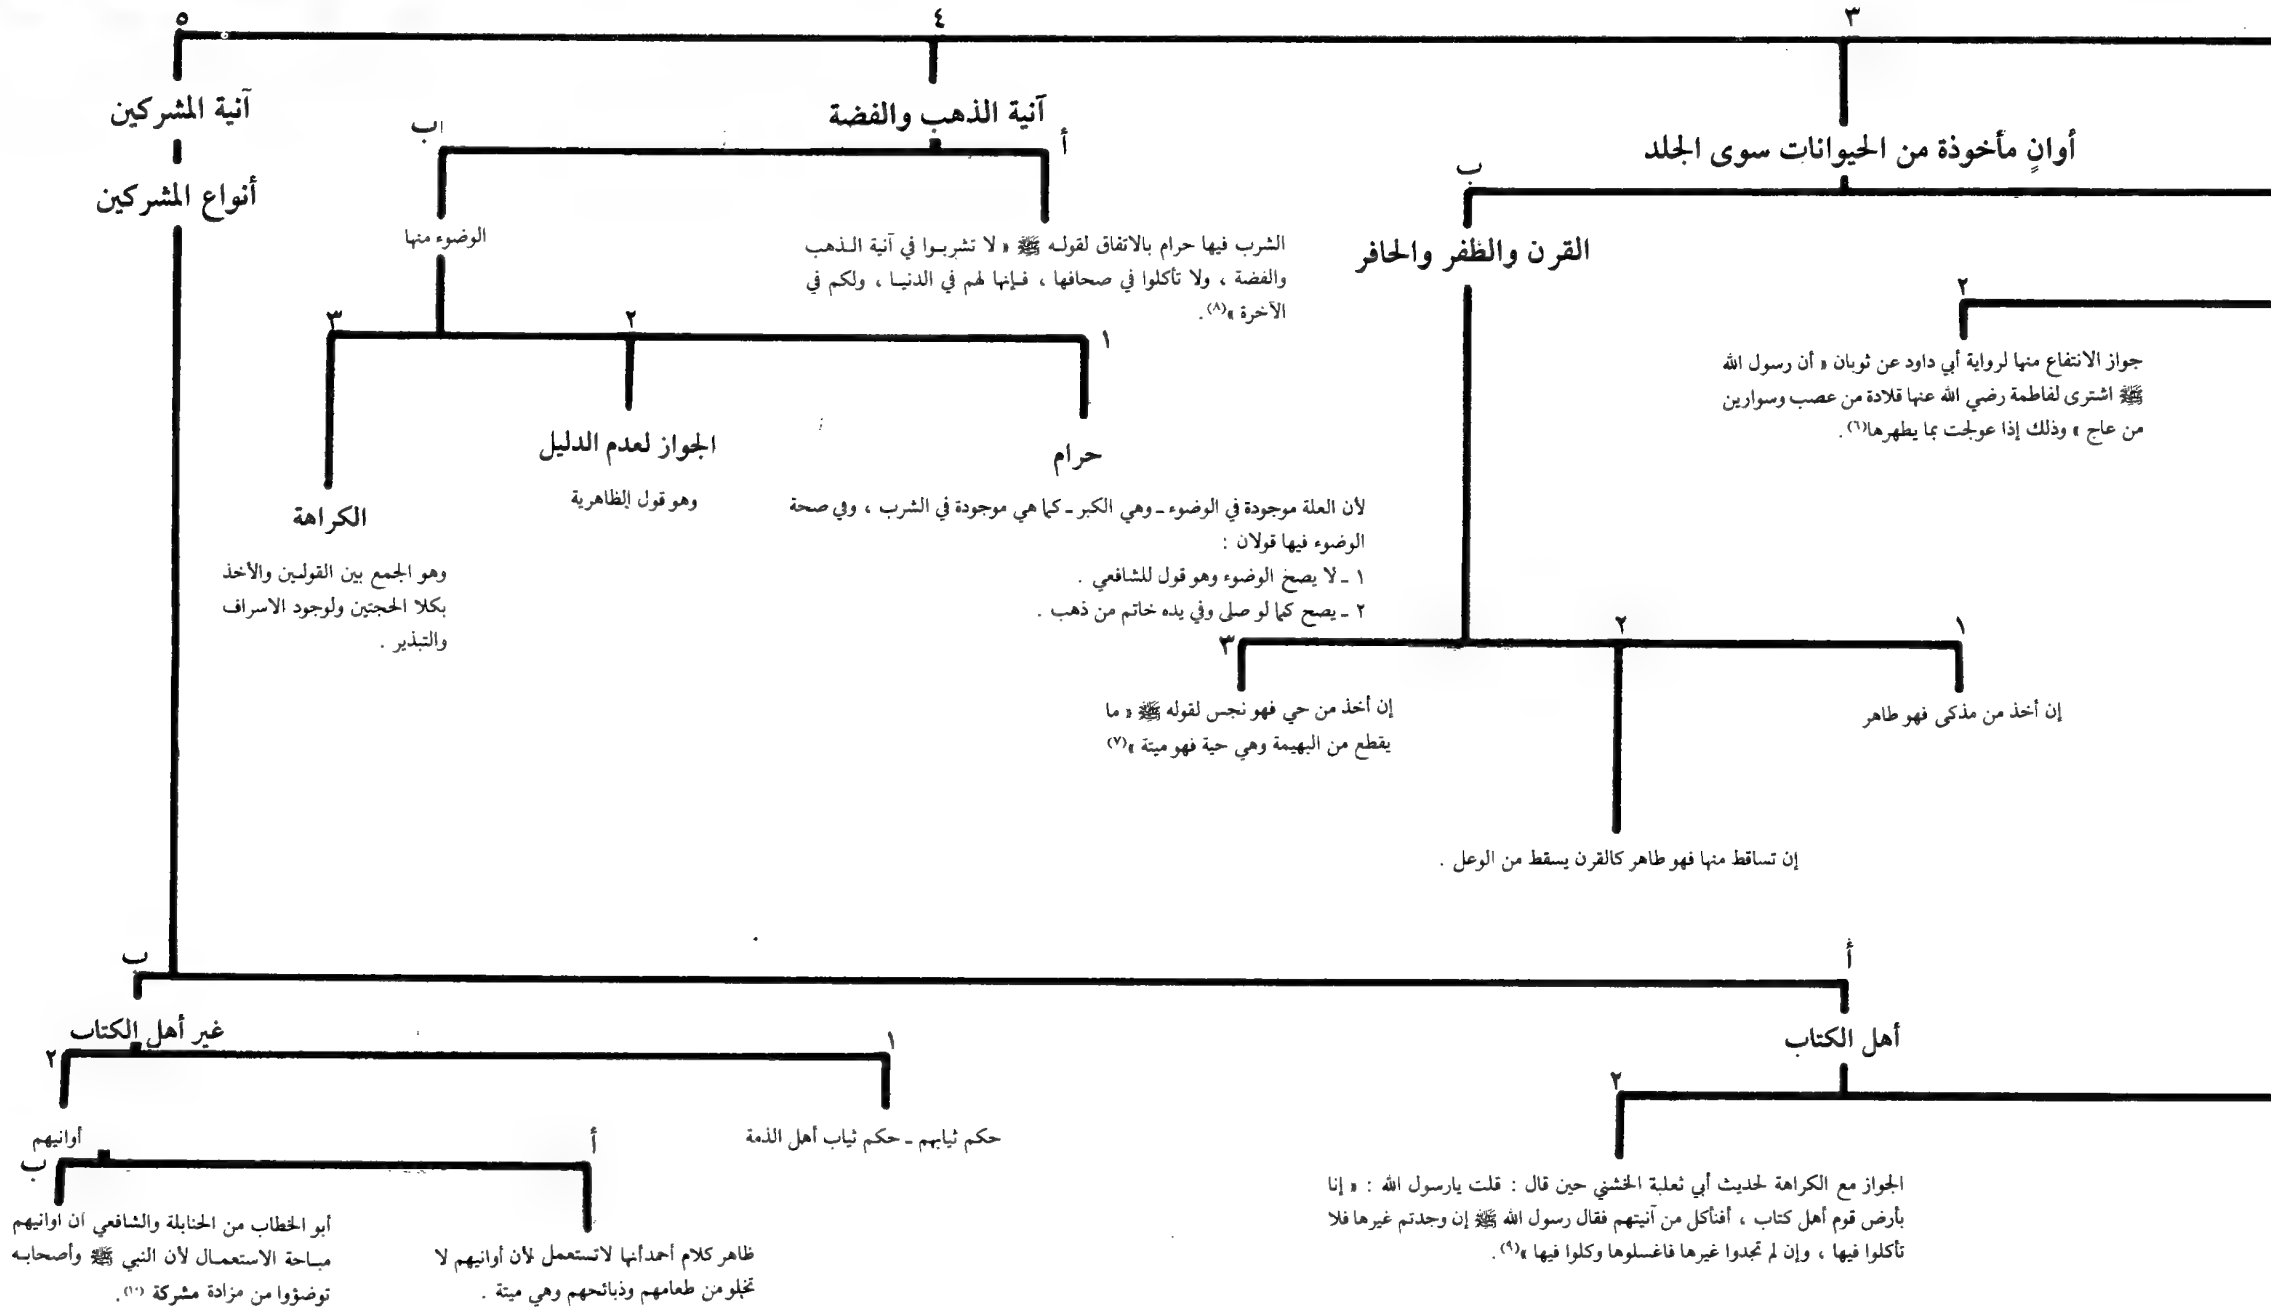 ٣
أوانٍ مأخوذة من الحيوانات سوى الجلد
٢
جواز الانتفاع منها لرواية أبي داود عن ثوبان « أن رسول الله
ﷺ اشترى لفاطمة رضي الله عنها قلادة من عصب وسوارين
من عاج » وذلك إذا عولجت بما يطهرها(٦) .
ب
القرن والظفر والحافر
١
إن أخذ من مذكى فهو طاهر
٢
إن تساقط منها فهو طاهر كالقرن يسقط من الوعل .
٣
إن أخذ من حي فهو نجس لقوله ﷺ « ما
يقطع من البهيمة وهي حية فهو ميتة »(٧)
٤
آنية الذهب والفضة
أ
الشرب فيها حرام بالاتفاق لقوله ﷺ « لا تشربوا في آنية الذهب
والفضة ، ولا تأكلوا في صحافها ، فإنها لهم في الدنيا ، ولكم في
الآخرة »(٨) .
ب
الوضوء منها
١
حرام
لأن العلة موجودة في الوضوء ـ وهي الكبر ـ كما هي موجودة في الشرب ، وفي صحة
الوضوء فيها قولان :
١ ـ لا يصخ الوضوء وهو قول للشافعي .
٢ ـ يصح كما لو صلى وفي يده خاتم من ذهب .
٢
الجواز لعدم الدليل
وهو قول الظاهرية
٣
الكراهة
وهو الجمع بين القولين والأخذ
بكلا الحجتين ولوجود الاسراف
والتبذير .
٥
آنية المشركين
أنواع المشركين
أ
أهل الكتاب
٢
الجواز مع الكراهة لحديث أبي ثعلبة الخشني حين قال : قلت يارسول الله : « إنا
بأرض قوم أهل كتاب ، أفنأكل من آنيتهم فقال رسول الله ﷺ إن وجدتم غيرها فلا
تأكلوا فيها ، وإن لم تجدوا غيرها فاغسلوها وكلوا فيها »(٩) .
ب
غير أهل الكتاب
١
حكم ثيابهم ـ حكم ثياب أهل الذمة
٢
أوانيهم
أ
ظاهر كلام أحمد أنها لاتستعمل لأن أوانيهم لا
تخلو من طعامهم وذبائحهم وهي ميتة .
ب
أبو الخطاب من الحنابلة والشافعي ان اوانيهم
مباحة الاستعمال لأن النبي ﷺ وأصحابه
توضؤوا من مزادة مشركة (١٠) .